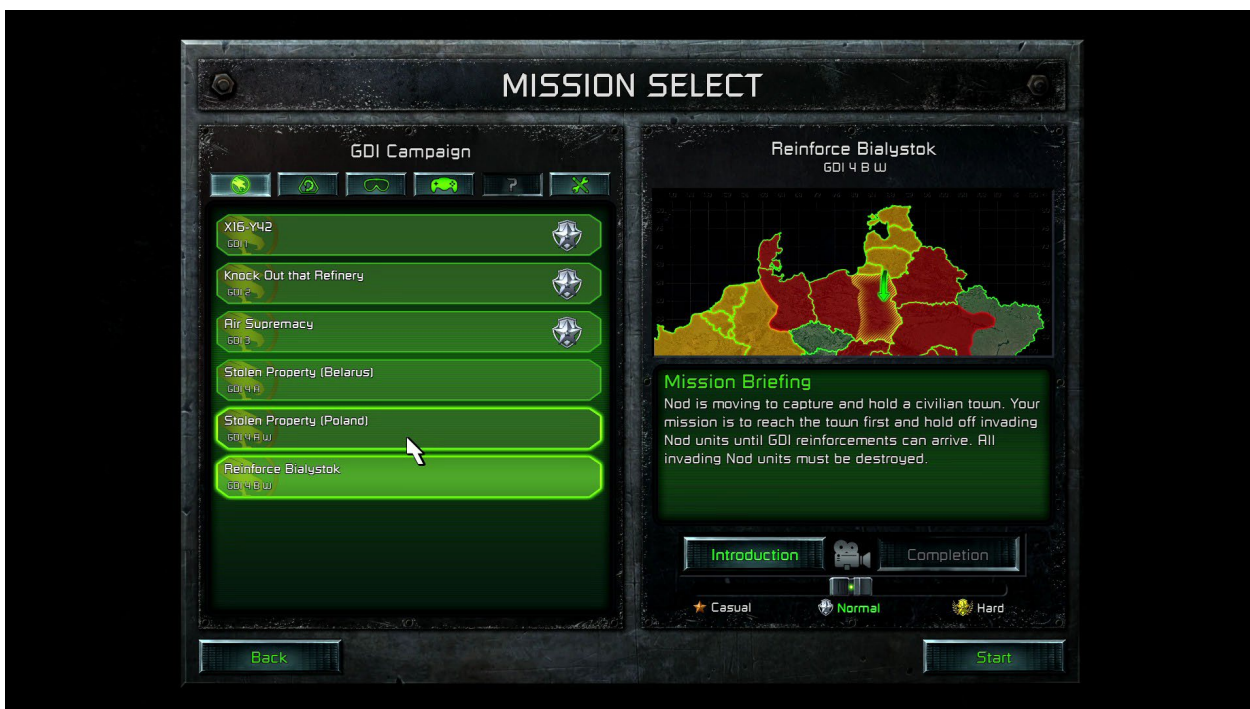 MISSION SELECT
GDI Campaign
?
X16-Y42
GDI 1
Knock Out that Refinery
GDI 2
Air Supremacy
GDI 3
Stolen Property (Belarus)
GDI 4 A
Stolen Property (Poland)
GDI 4 A W
Reinforce Bialystok
GDI 4 B W
Reinforce Bialystok
GDI 4 B W
Mission Briefing
Nod is moving to capture and hold a civilian town. Your
mission is to reach the town first and hold off invading
Nod units until GDI reinforcements can arrive. All
invading Nod units must be destroyed.
Introduction
Completion
Casual
Normal
Hard
Back
Start